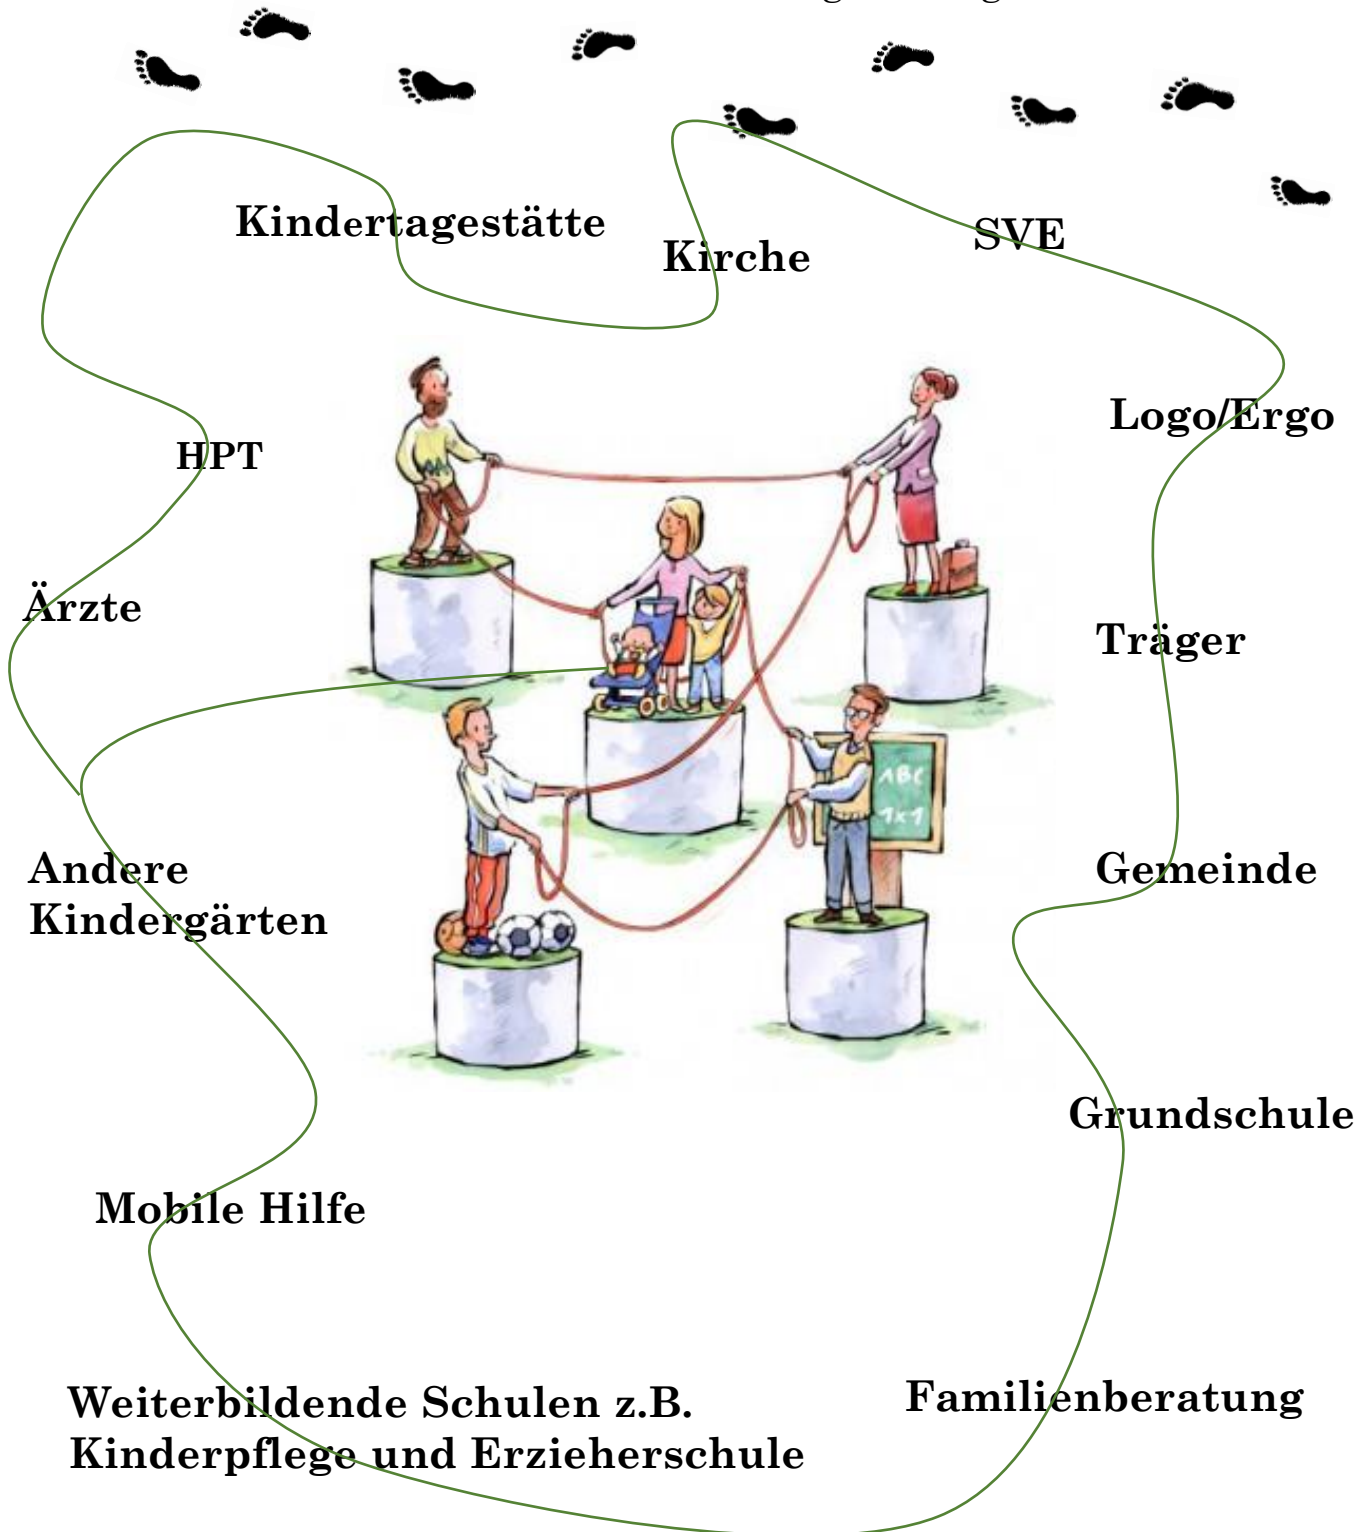 Kindertagestätte
Kirche
SVE
Logo/Ergo
HPT
Ärzte
Träger
ABC
1x1
Andere
Kindergärten
Gemeinde
Grundschule
Mobile Hilfe
Familienberatung
Weiterbildende Schulen z.B.
Kinderpflege und Erzieherschule